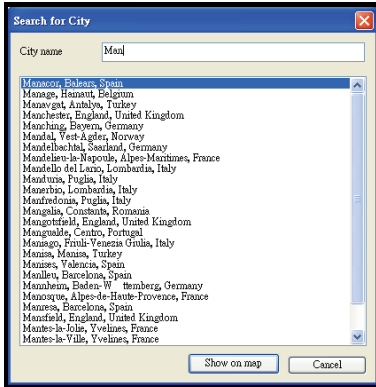 Search for City
City name
Man
Manacor, Balears, Spain
Manage, Hainaut, Belgium
Manavgat, Antalya, Turkey
Manchester, England, United Kingdom
Manching, Bayern, Germany
Mandal, Vest-Agder, Norway
Mandelbachtal, Saarland, Germany
Mandelieu-la-Napoule, Alpes-Maritimes, France
Mandello del Lario, Lombardia, Italy
Manduria, Puglia, Italy
Manerbio, Lombardia, Italy
Manfredonia, Puglia, Italy
Mangalia, Constanta, Romania
Mangotsfield, England, United Kingdom
Mangualde, Centro, Portugal
Maniago, Friuli-Venezia Giulia, Italy
Manisa, Manisa, Turkey
Manises, Valencia, Spain
Manlleu, Barcelona, Spain
Mannheim, Baden-W ttemberg, Germany
Manosque, Alpes-de-Haute-Provence, France
Manresa, Barcelona, Spain
Mansfield, England, United Kingdom
Mantes-la-Jolie, Yvelines, France
Mantes-la-Ville, Yvelines, France
Show on map
Cancel